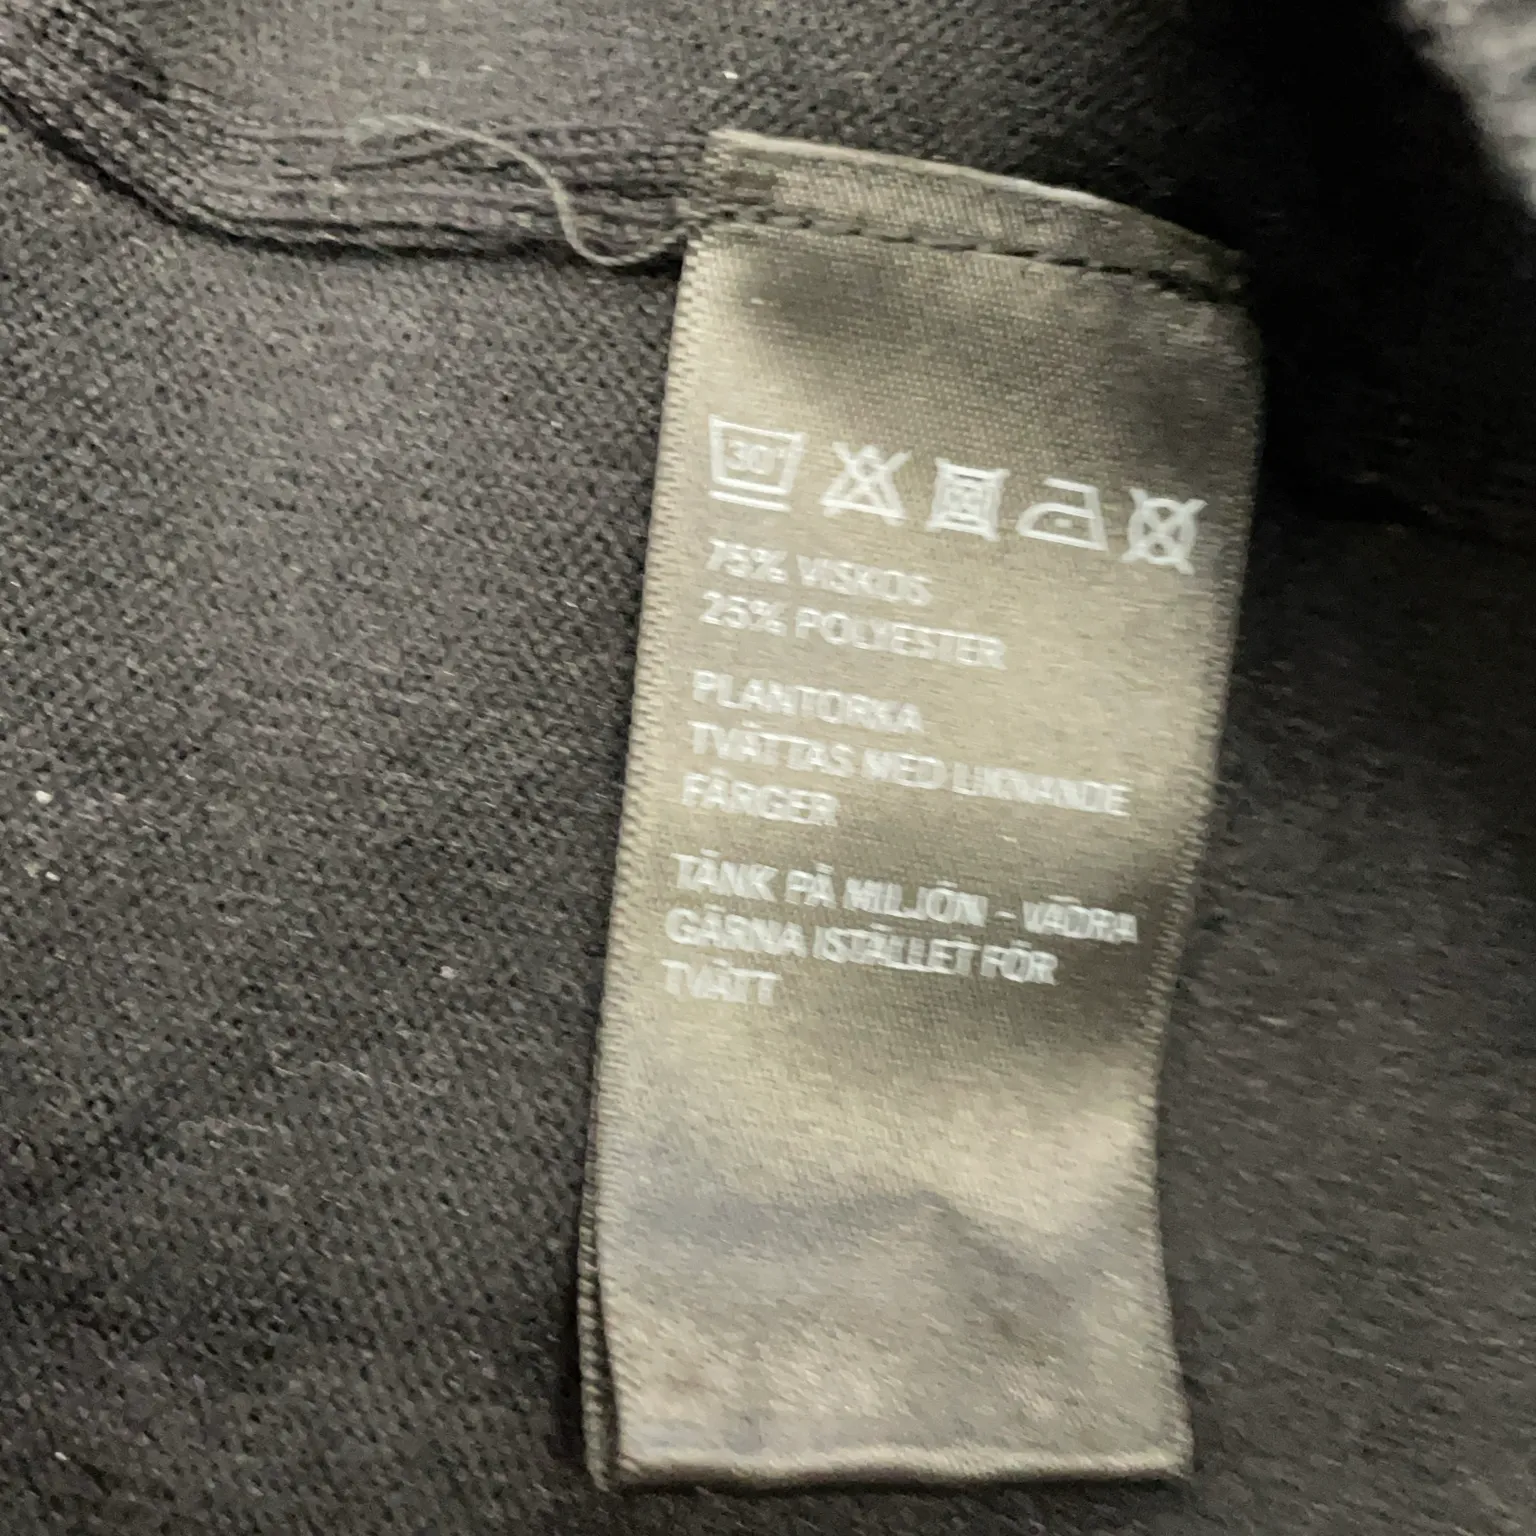 30°
75% VISKOS
25% POLYESTER
PLANTORKA
TVÄTTAS MED LIKNANDE
FÄRGER
TÄNK PÅ MILJÖN - VÄDRA
GÄRNA ISTÄLLET FÖR
TVÄTT